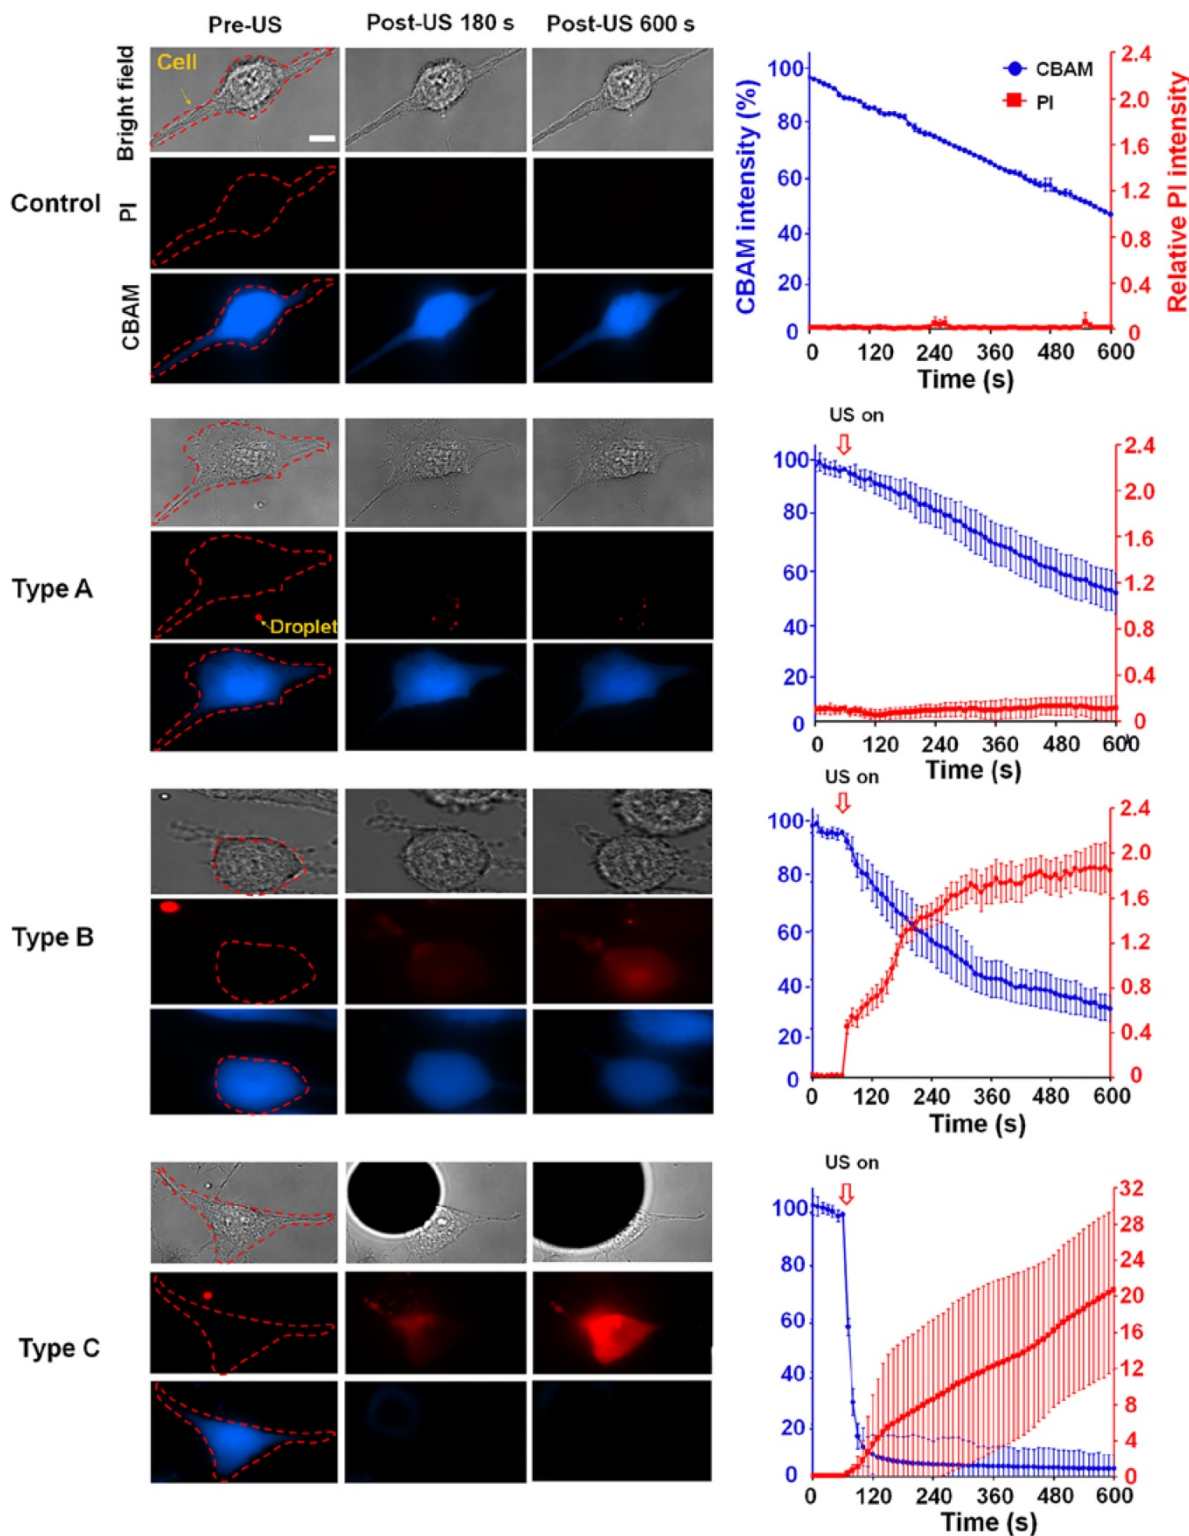 Pre-US Post-US 180 s Post-US 600 s
Control
Bright field
PI
CBAM
Cell
CBAM intensity (%)
100
80
60
40
20
0
CBAM
PI
2.4
2.0
1.6
1.2
0.8
0.4
0
Relative PI intensity
0 120 240 360 480 600
Time (s)
Type A
Droplet
US on
100
80
60
40
20
0
2.4
2.0
1.6
1.2
0.8
0.4
0
0 120 240 360 480 600
Time (s)
Type B
US on
100
80
60
40
20
0
2.4
2.0
1.6
1.2
0.8
0.4
0
0 120 240 360 480 600
Time (s)
Type C
US on
100
80
60
40
20
0
32
28
24
20
16
12
8
4
0
0 120 240 360 480 600
Time (s)